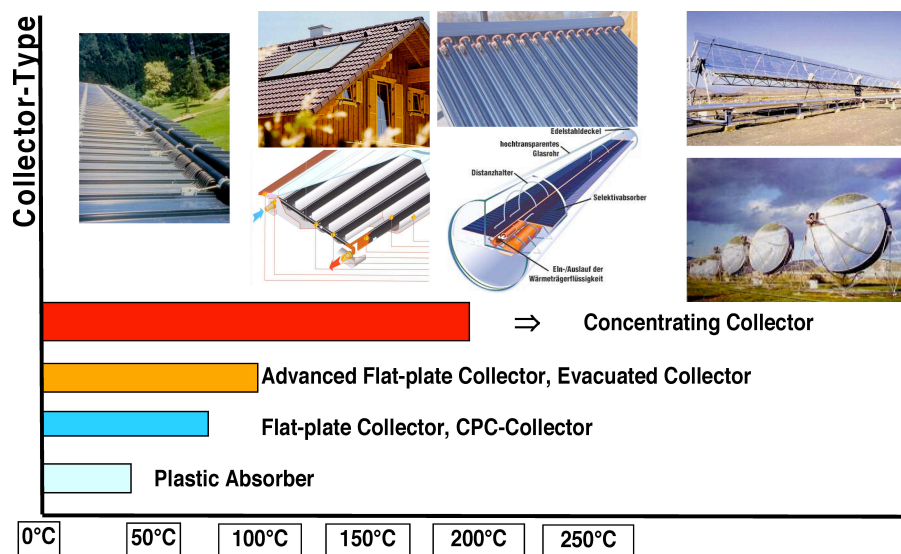 Collector-Type
Edelstahldeckel
hochtransparentes
Glasrohr
Distanzhalter
Selektivabsorber
Ein-/Auslauf der
Wärmeträgerflüssigkeit
⇒ Concentrating Collector
Advanced Flat-plate Collector, Evacuated Collector
Flat-plate Collector, CPC-Collector
Plastic Absorber
0°C 50°C 100°C 150°C 200°C 250°C